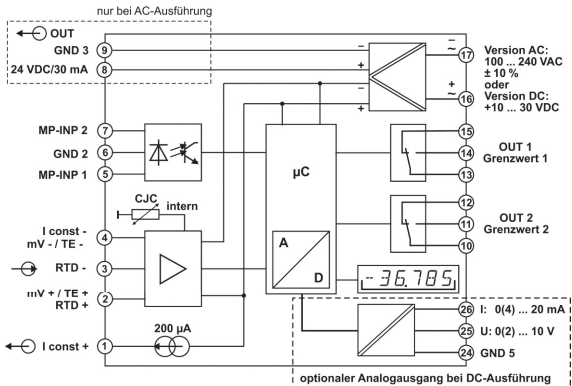 nur bei AC-Ausführung
OUT
GND 3
9
24 VDC/30 mA
8
MP-INP 2
7
GND 2
6
MP-INP 1
5
CJC
intern
I const -
mV - / TE -
4
RTD -
3
mV + / TE +
RTD +
2
200 µA
I const +
1
–
+
–
+
µC
A
D
- 36.785
–
~
17
+
~
16
Version AC:
100 ... 240 VAC
± 10 %
oder
Version DC:
+10 ... 30 VDC
15
14
13
OUT 1
Grenzwert 1
12
11
10
OUT 2
Grenzwert 2
26
I: 0(4) ... 20 mA
25
U: 0(2) ... 10 V
24
GND 5
optionaler Analogausgang bei DC-Ausführung